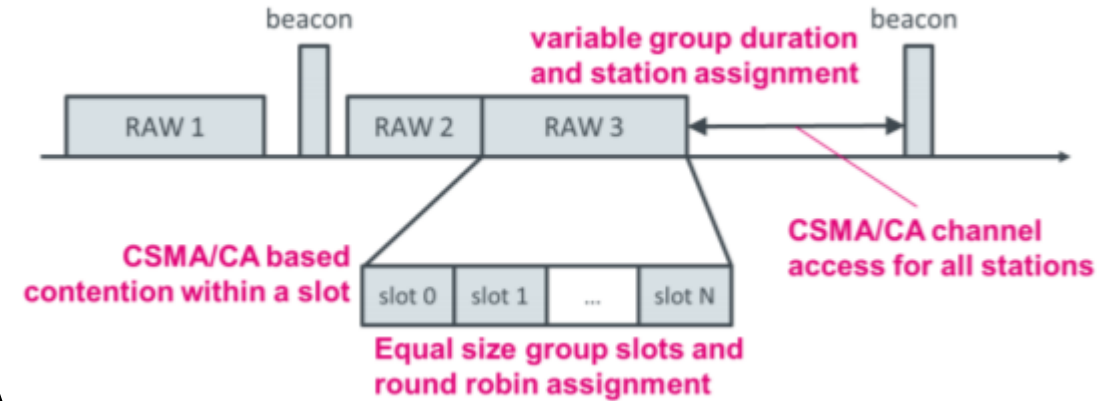 beacon
beacon
variable group duration
and station assignment
RAW 1
RAW 2
RAW 3
CSMA/CA based
contention within a slot
CSMA/CA channel
access for all stations
slot 0
slot 1
...
slot N
Equal size group slots and
round robin assignment